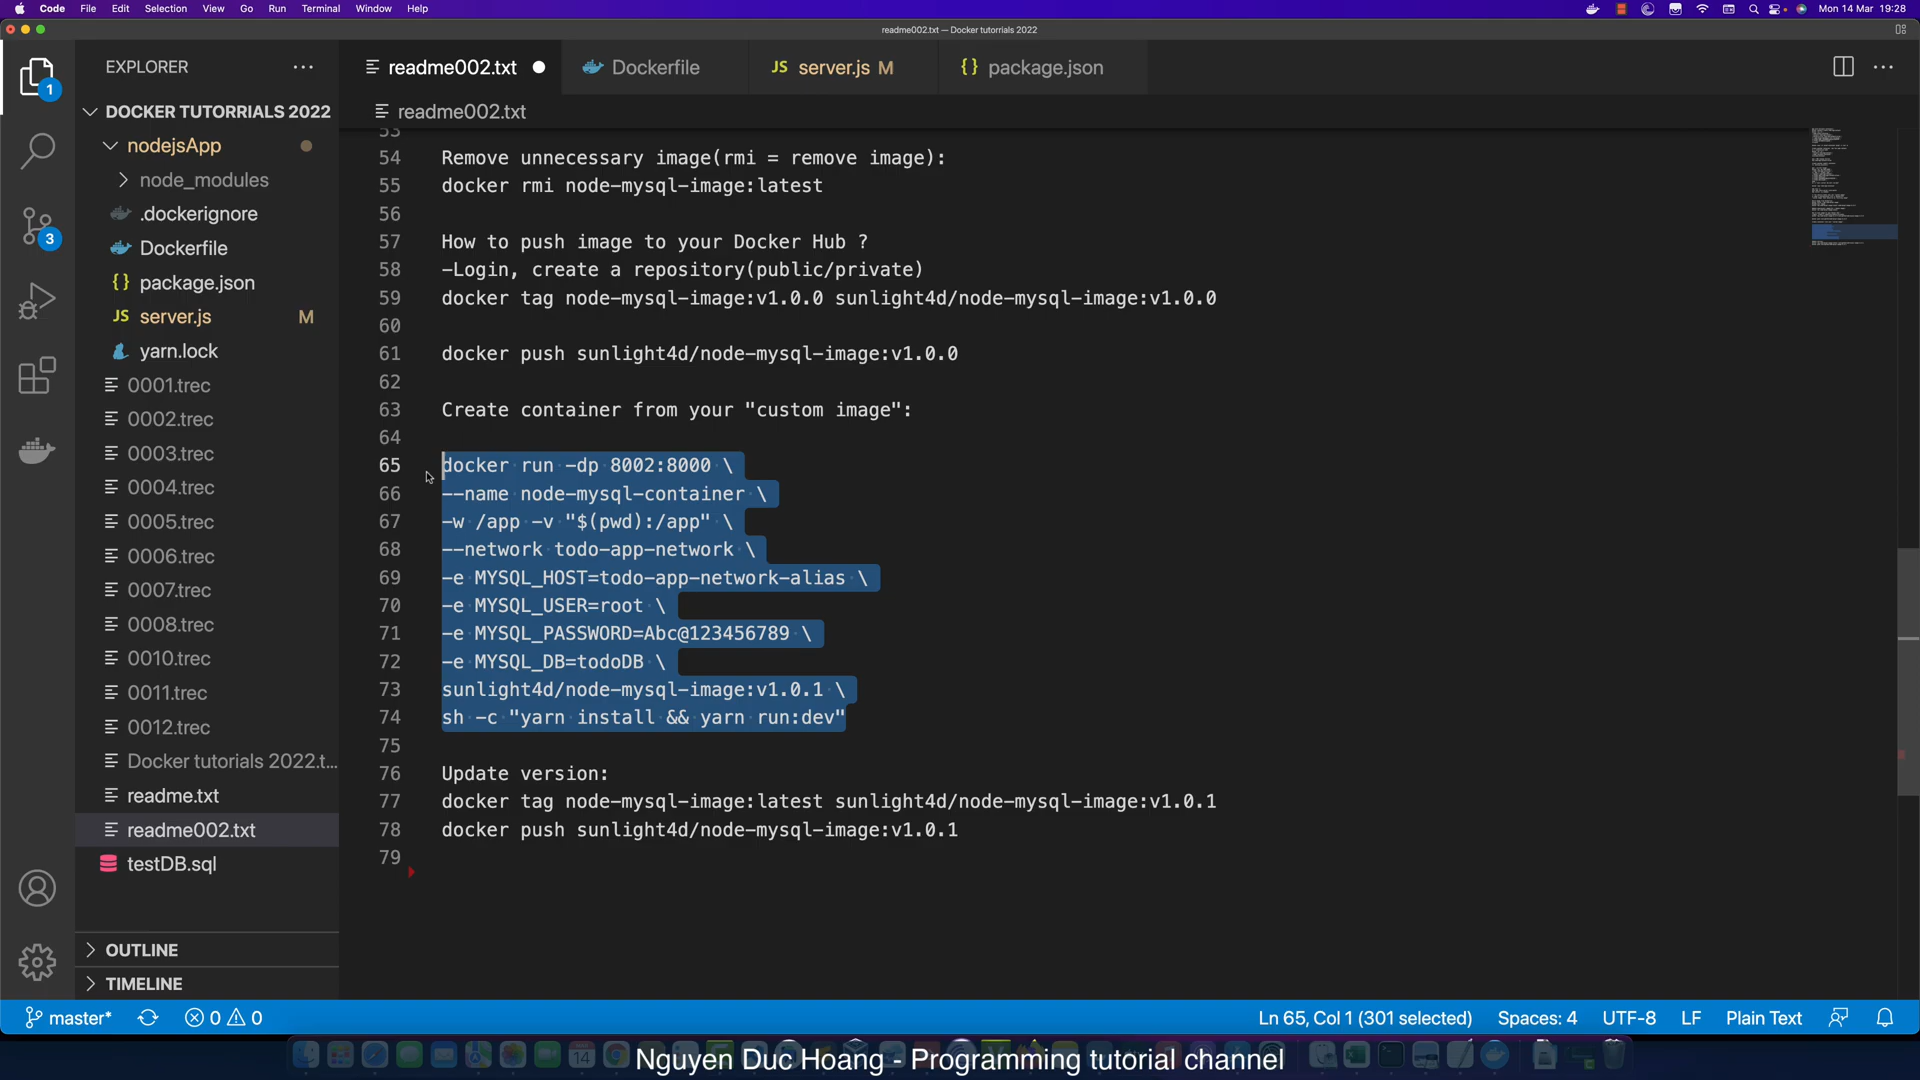 Code File Edit Selection View Go Run Terminal Window Help
Mon 14 Mar 19:28
readme002.txt — Docker tutorrials 2022
EXPLORER
readme002.txt
Dockerfile
JS server.js M
{} package.json
1
DOCKER TUTORRIALS 2022
readme002.txt
nodejsApp
node_modules
.dockerignore
3
Dockerfile
{} package.json
JS server.js M
yarn.lock
0001.trec
0002.trec
0003.trec
0004.trec
0005.trec
0006.trec
0007.trec
0008.trec
0010.trec
0011.trec
0012.trec
Docker tutorials 2022.t...
readme.txt
readme002.txt
testDB.sql
OUTLINE
TIMELINE
53
54 Remove unnecessary image(rmi = remove image):
55 docker rmi node-mysql-image:latest
56
57 How to push image to your Docker Hub ?
58 -Login, create a repository(public/private)
59 docker tag node-mysql-image:v1.0.0 sunlight4d/node-mysql-image:v1.0.0
60
61 docker push sunlight4d/node-mysql-image:v1.0.0
62
63 Create container from your "custom image":
64
65 docker run -dp 8002:8000 \
66 --name node-mysql-container \
67 -w /app -v "$(pwd):/app" \
68 --network todo-app-network \
69 -e MYSQL_HOST=todo-app-network-alias \
70 -e MYSQL_USER=root \
71 -e MYSQL_PASSWORD=Abc@123456789 \
72 -e MYSQL_DB=todoDB \
73 sunlight4d/node-mysql-image:v1.0.1 \
74 sh -c "yarn install && yarn run:dev"
75
76 Update version:
77 docker tag node-mysql-image:latest sunlight4d/node-mysql-image:v1.0.1
78 docker push sunlight4d/node-mysql-image:v1.0.1
79
master* 0 0
Ln 65, Col 1 (301 selected) Spaces: 4 UTF-8 LF Plain Text
Nguyen Duc Hoang - Programming tutorial channel